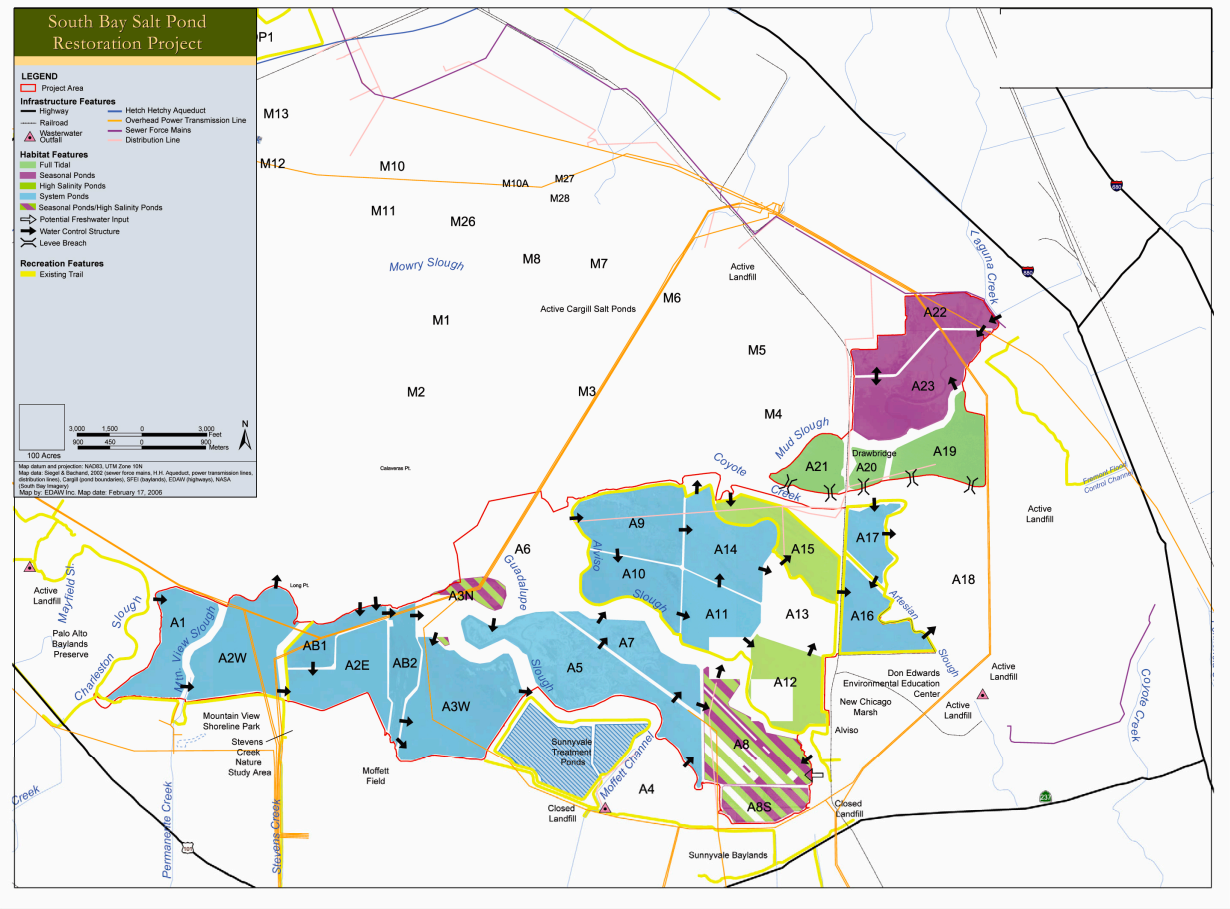 South Bay Salt Pond
Restoration Project
LEGEND
Project Area
Infrastructure Features
Highway
Railroad
Wasterwater
Outfall
Hetch Hetchy Aqueduct
Overhead Power Transmission Line
Sewer Force Mains
Distribution Line
Habitat Features
Full Tidal
Seasonal Ponds
High Salinity Ponds
System Ponds
Seasonal Ponds/High Salinity Ponds
Potential Freshwater Input
Water Control Structure
Levee Breach
Recreation Features
Existing Trail
3,000 1,500 0 3,000
Feet
900 450 0 900
Meters
N
100 Acres
Map datum and projection: NAD83, UTM Zone 10N
Map data: Siegel & Bachand, 2002 (sewer force mains, H.H. Aqueduct, power transmission lines,
distribution lines), Cargill (pond boundaries), SFEI (baylands), EDAW (highways), NASA
(South Bay Imagery)
Map by: EDAW Inc. Map date: February 17, 2006
P1
M13
M12
M10
M10A
M27
M28
M11
M26
Mowry Slough
M8
M7
Active
Landfill
M6
Active Cargill Salt Ponds
M1
M5
M2
M3
M4
Calaveras Pt.
Laguna Creek
680
880
A22
A23
Mud Slough
Coyote
Creek
Drawbridge
A21
A20
A19
Fremont Flood
Control Channel
Active
Landfill
A9
A14
A15
A17
A6
Alviso
Slough
A10
A11
A13
A18
A16
Artesian
Slough
Guadalupe
Slough
A3N
Long Pt.
Active
Landfill
Mayfield Sl.
Charleston
Slough
Palo Alto
Baylands
Preserve
A1
Mtn. View Slough
A2W
AB1
A2E
AB2
A3W
A5
A7
A12
A8
A8S
Don Edwards
Environmental Education
Center
New Chicago
Marsh
Alviso
Active
Landfill
Active
Landfill
Coyote Creek
Mountain View
Shoreline Park
Stevens
Creek
Nature
Study Area
Moffett
Field
Sunnyvale
Treatment
Ponds
Moffett Channel
A4
Closed
Landfill
Closed
Landfill
Sunnyvale Baylands
Creek
Permanente Creek
Stevens Creek
101
237